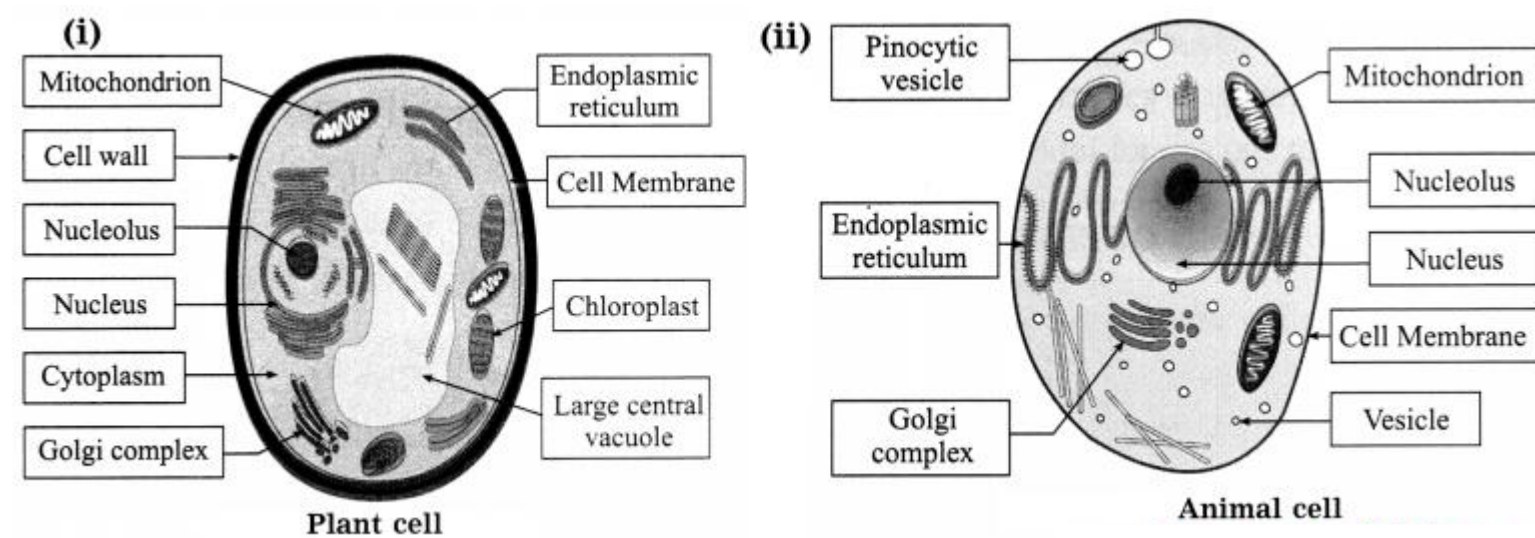 (i)
Mitochondrion
Cell wall
Nucleolus
Nucleus
Cytoplasm
Golgi complex
Endoplasmic
reticulum
Cell Membrane
Chloroplast
Large central
vacuole
Plant cell
(ii)
Pinocytic
vesicle
Endoplasmic
reticulum
Golgi
complex
Mitochondrion
Nucleolus
Nucleus
Cell Membrane
Vesicle
Animal cell